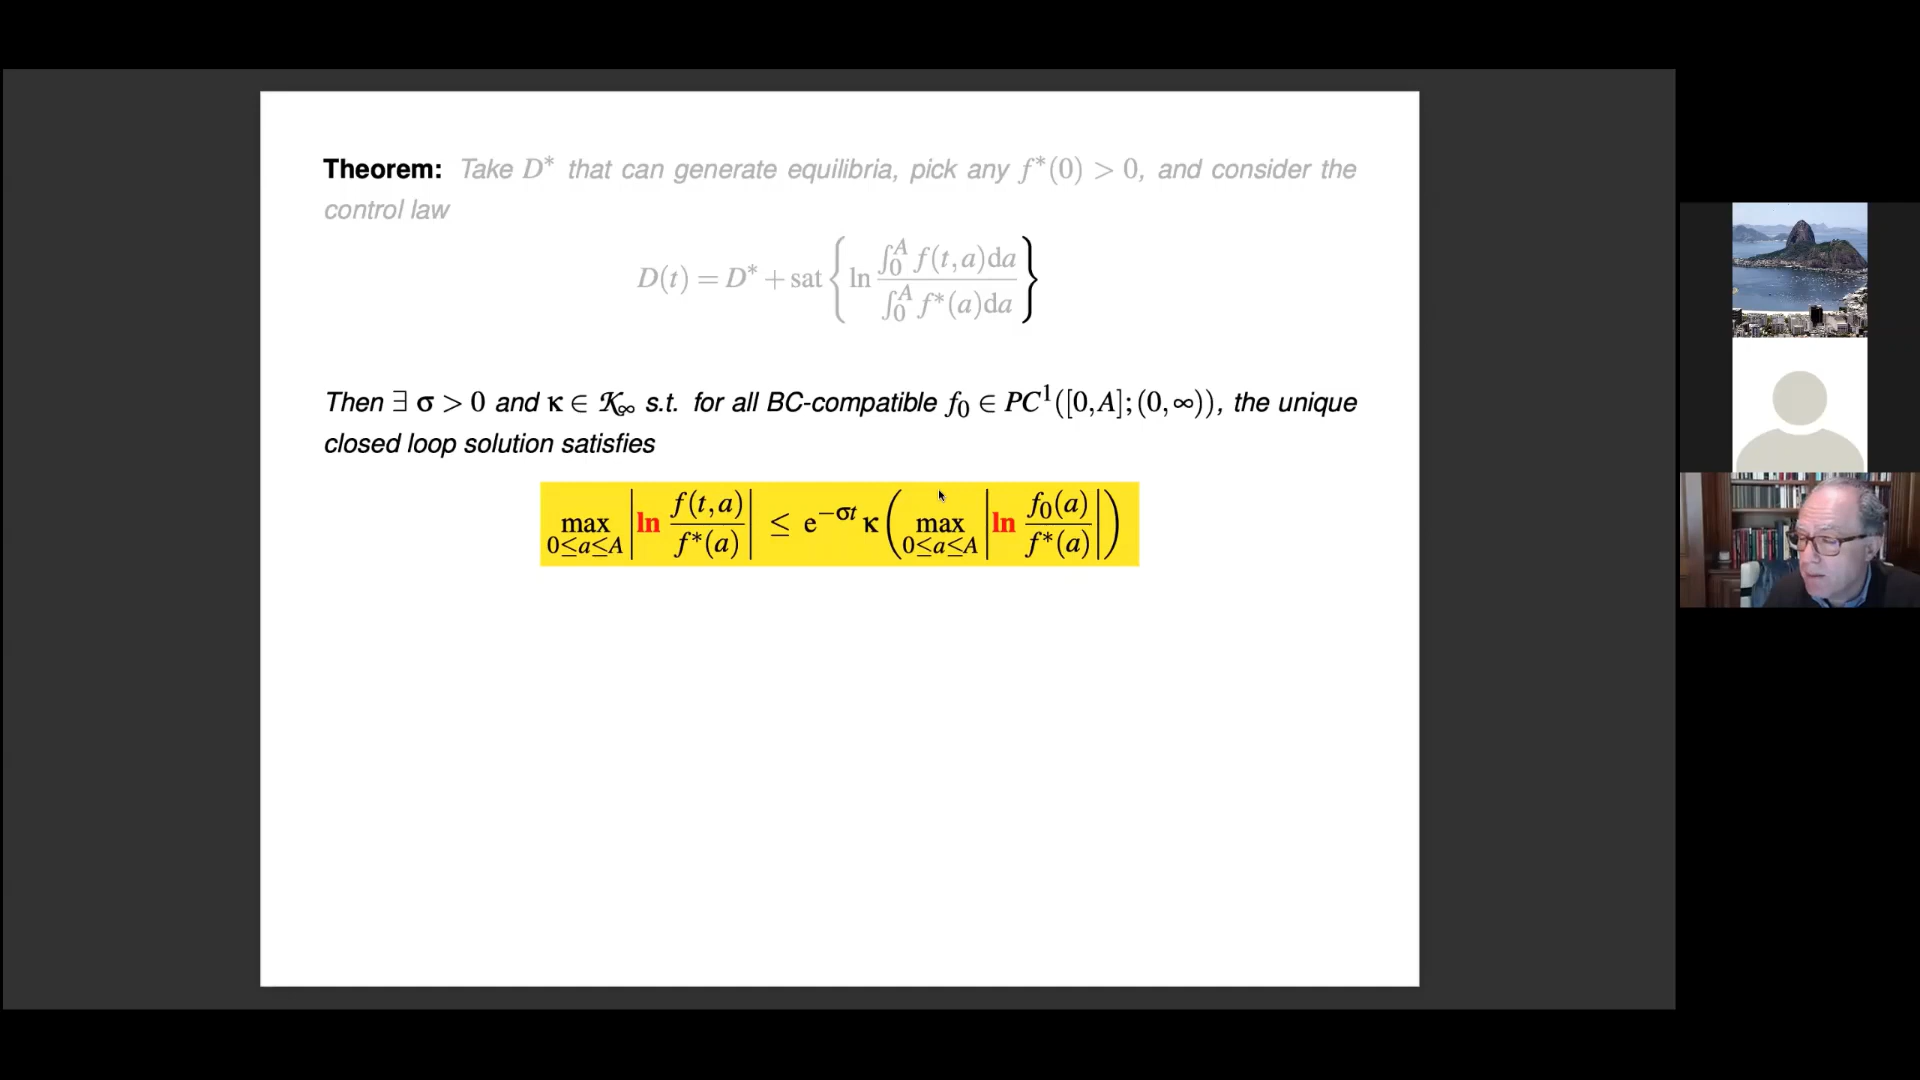 Theorem: Take D* that can generate equilibria, pick any f*(0) > 0, and consider the
control law
D(t) = D* + sat { ln ∫₀ᴬ f(t,a)da / ∫₀ᴬ f*(a)da }
Then ∃ σ > 0 and κ ∈ 𝒦∞ s.t. for all BC-compatible f₀ ∈ PC¹([0,A];(0,∞)), the unique
closed loop solution satisfies
max 0≤a≤A | ln f(t,a) / f*(a) | ≤ e^{−σt} κ ( max 0≤a≤A | ln f₀(a) / f*(a) | )